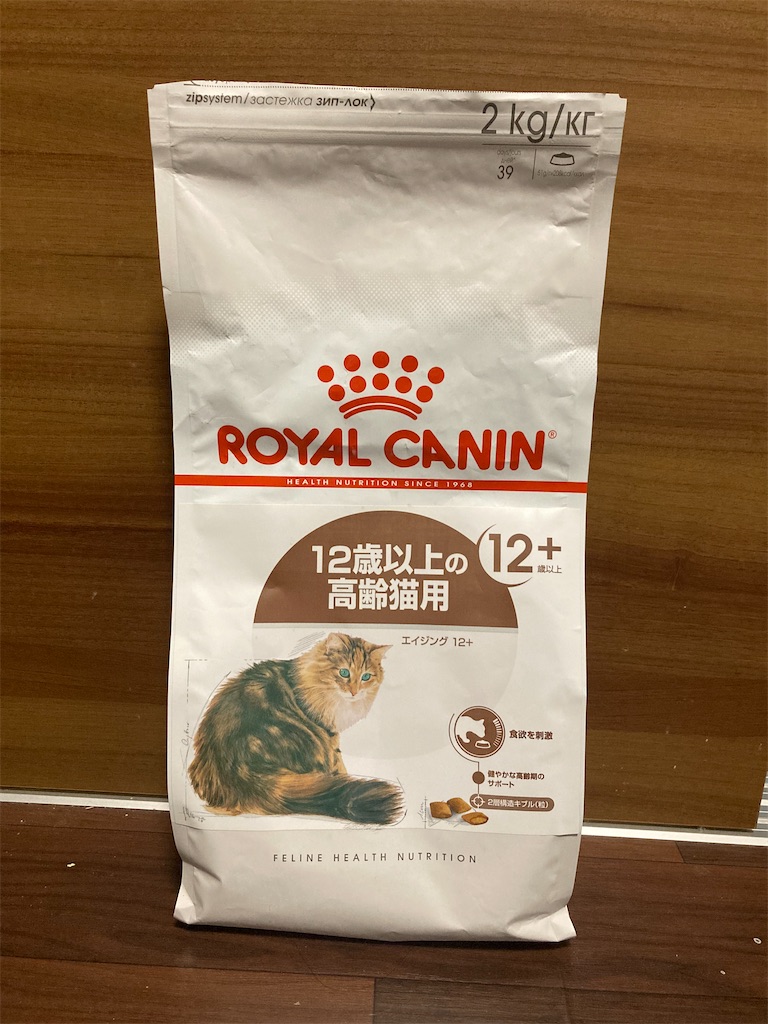 zipsystem/застежка зип-лок
2 kg/кг
39
ROYAL CANIN®
HEALTH NUTRITION SINCE 1968
12歳以上の
高齢猫用
12+
歳以上
エイジング 12+
食欲を刺激
健やかな高齢期の
サポート
2層構造キブル(粒)
FELINE HEALTH NUTRITION